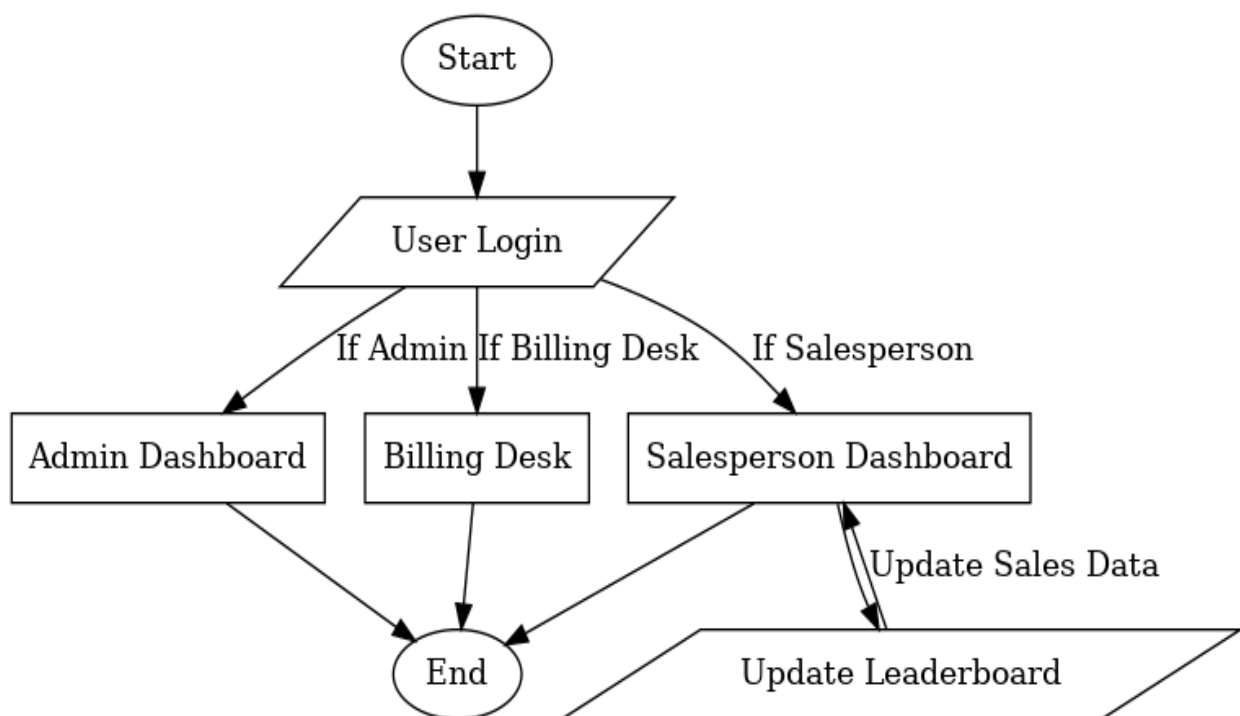 Start
User Login
If Admin
If Billing Desk
If Salesperson
Admin Dashboard
Billing Desk
Salesperson Dashboard
Update Sales Data
End
Update Leaderboard